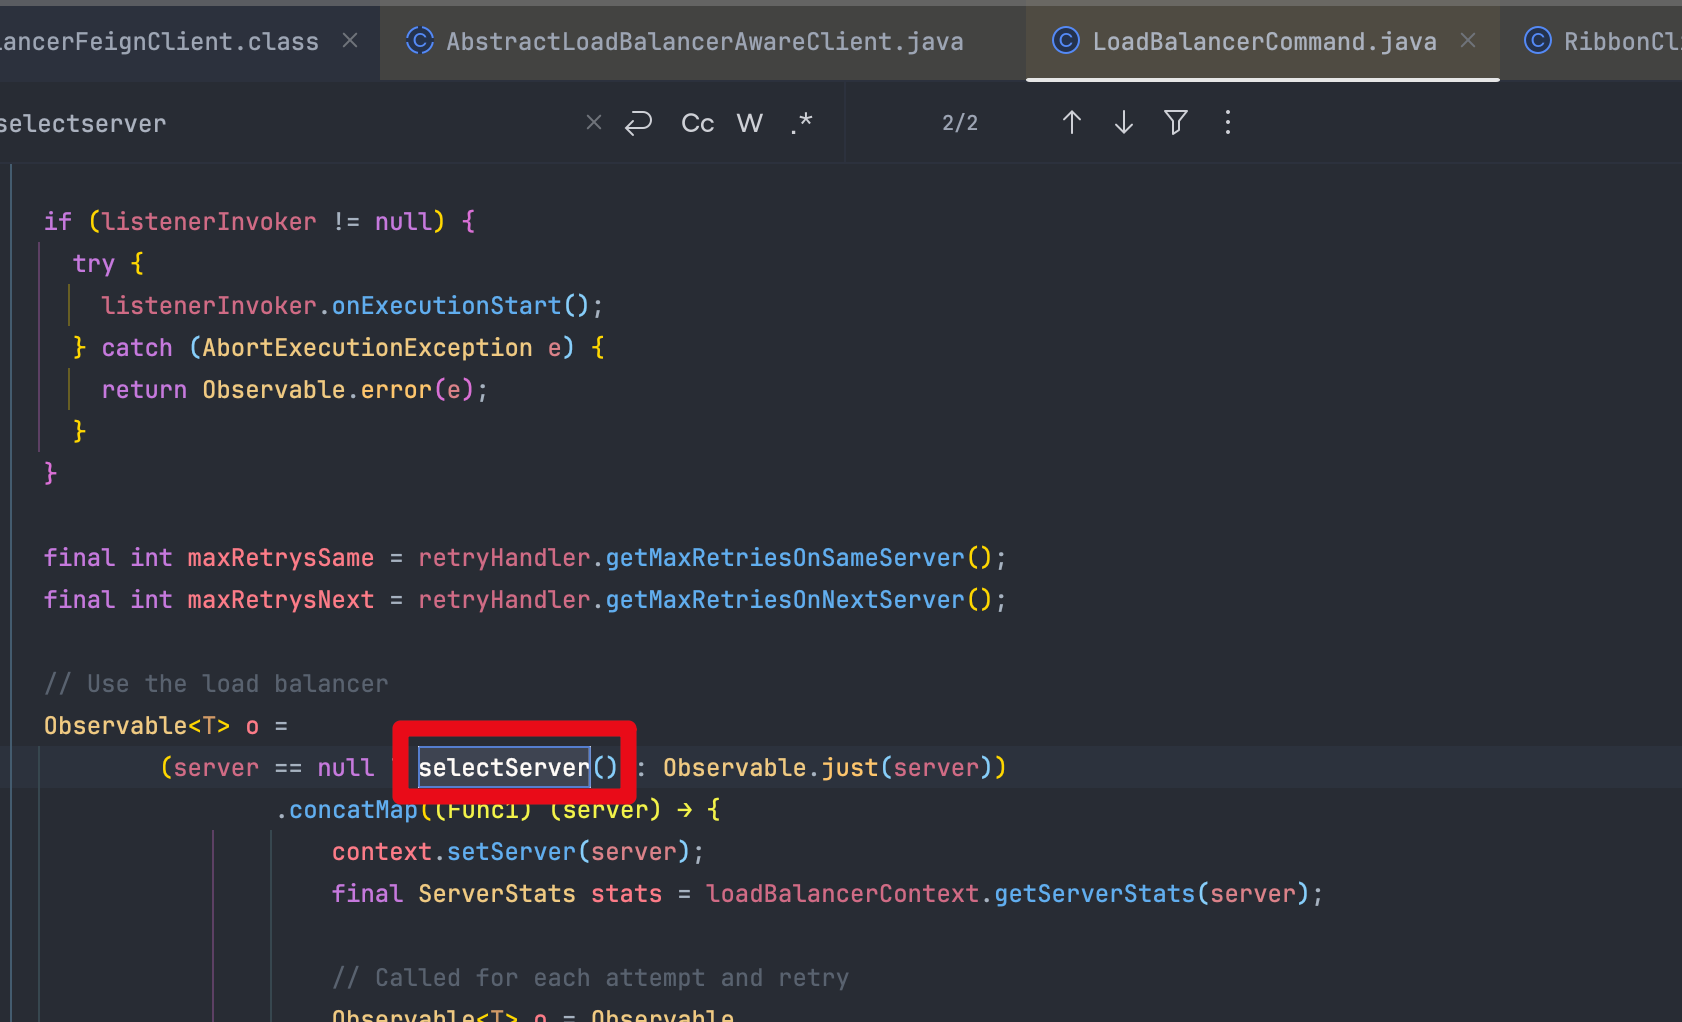 ancerFeignClient.class
AbstractLoadBalancerAwareClient.java
LoadBalancerCommand.java
RibbonCl
selectserver
Cc W .*
2/2
if (listenerInvoker != null) {
try {
listenerInvoker.onExecutionStart();
} catch (AbortExecutionException e) {
return Observable.error(e);
}
}
final int maxRetrysSame = retryHandler.getMaxRetriesOnSameServer();
final int maxRetrysNext = retryHandler.getMaxRetriesOnNextServer();
// Use the load balancer
Observable<T> o =
(server == null selectServer() : Observable.just(server))
.concatMap((Func1) (server) → {
context.setServer(server);
final ServerStats stats = loadBalancerContext.getServerStats(server);
// Called for each attempt and retry
Observable<T> o = Observable